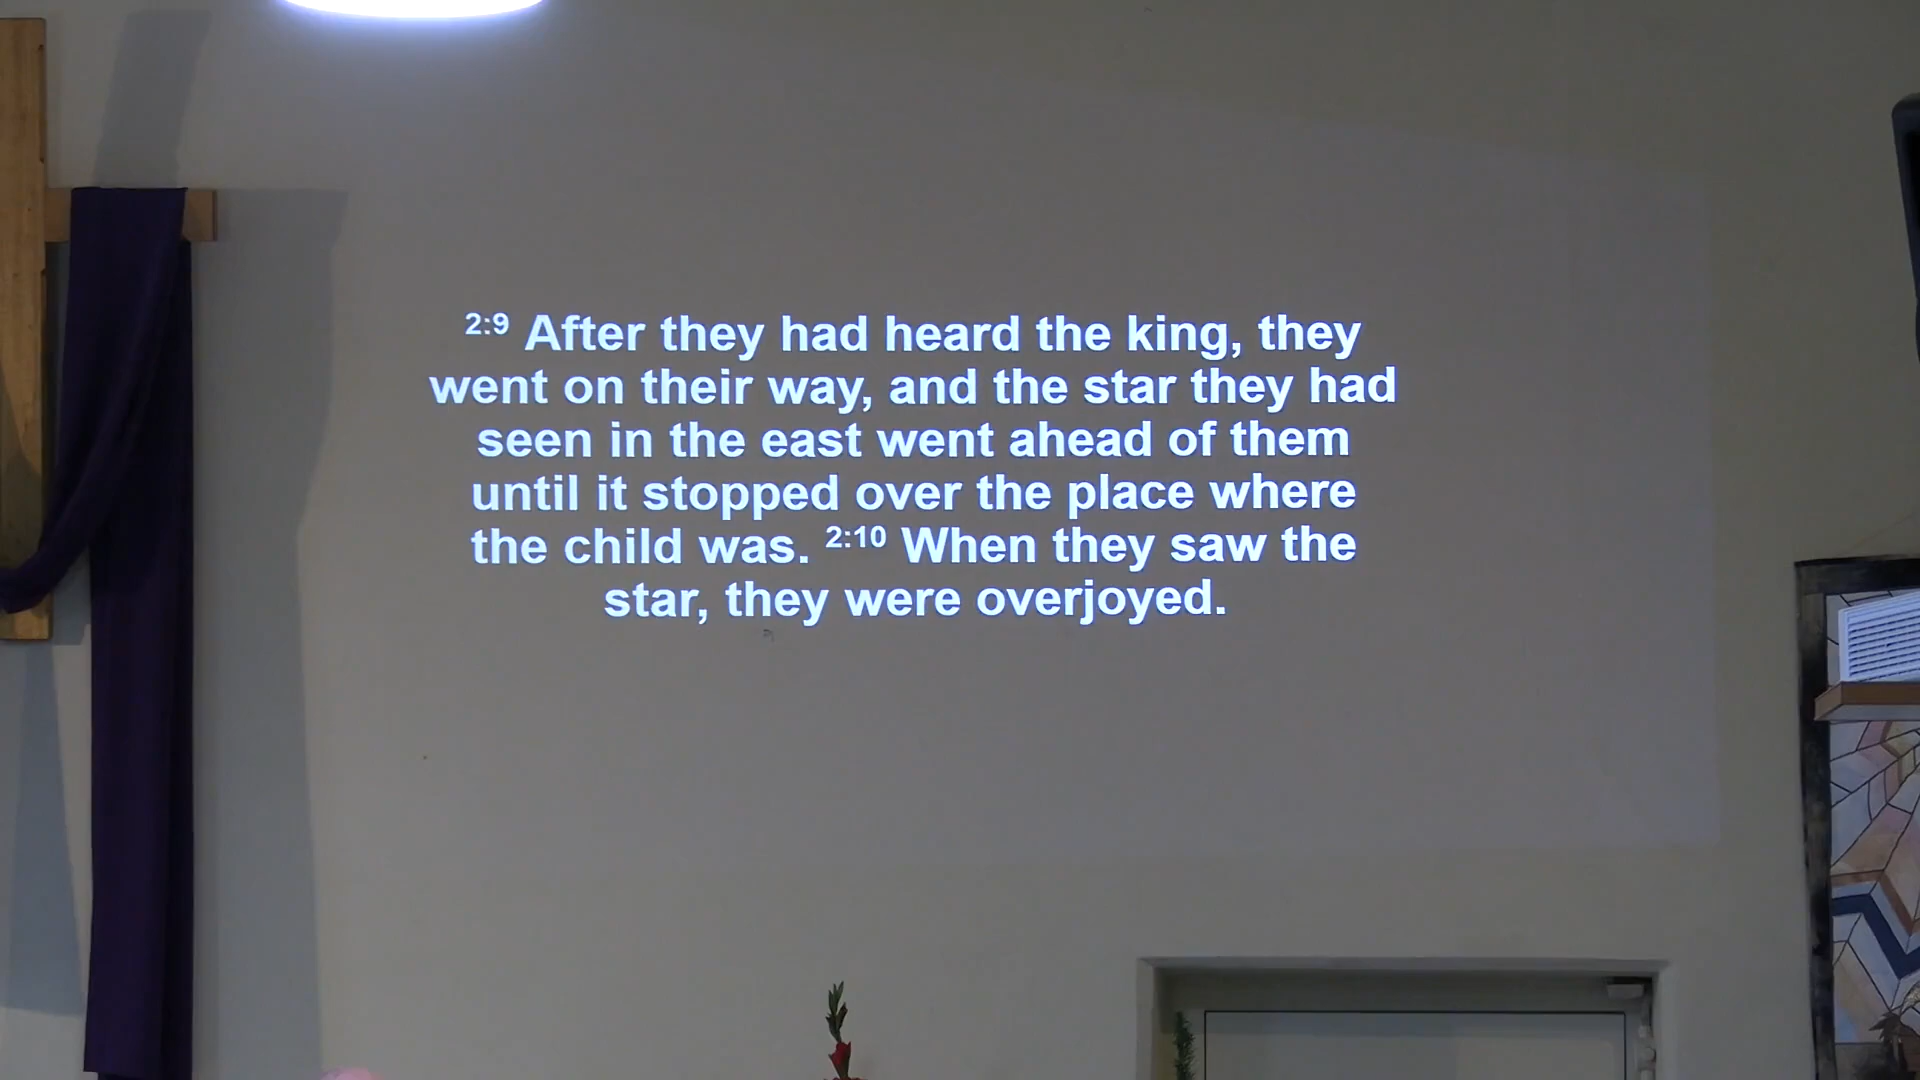 2:9 After they had heard the king, they
went on their way, and the star they had
seen in the east went ahead of them
until it stopped over the place where
the child was. 2:10 When they saw the
star, they were overjoyed.